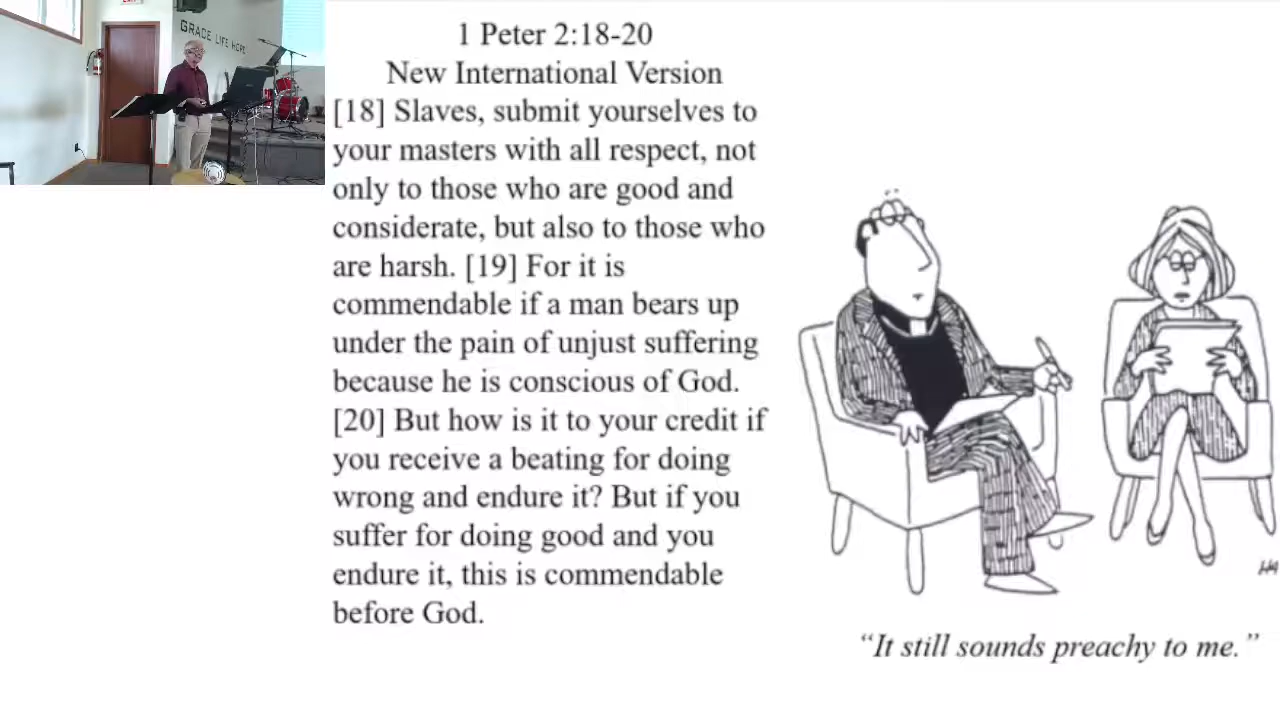 GRACE LIFE HOPE
1 Peter 2:18-20
New International Version
[18] Slaves, submit yourselves to
your masters with all respect, not
only to those who are good and
considerate, but also to those who
are harsh. [19] For it is
commendable if a man bears up
under the pain of unjust suffering
because he is conscious of God.
[20] But how is it to your credit if
you receive a beating for doing
wrong and endure it? But if you
suffer for doing good and you
endure it, this is commendable
before God.
“It still sounds preachy to me.”